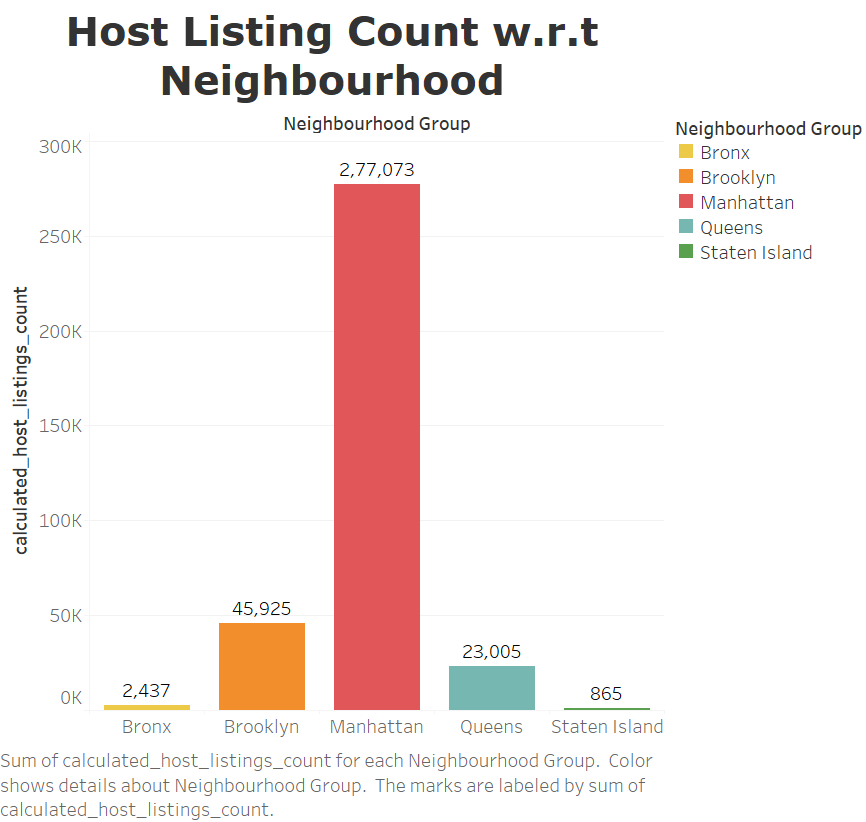 Host Listing Count w.r.t
Neighbourhood
Neighbourhood Group
300K
250K
200K
150K
100K
50K
0K
calculated_host_listings_count
2,437
45,925
2,77,073
23,005
865
Bronx
Brooklyn
Manhattan
Queens
Staten Island
Neighbourhood Group
Bronx
Brooklyn
Manhattan
Queens
Staten Island
Sum of calculated_host_listings_count for each Neighbourhood Group.  Color
shows details about Neighbourhood Group.  The marks are labeled by sum of
calculated_host_listings_count.